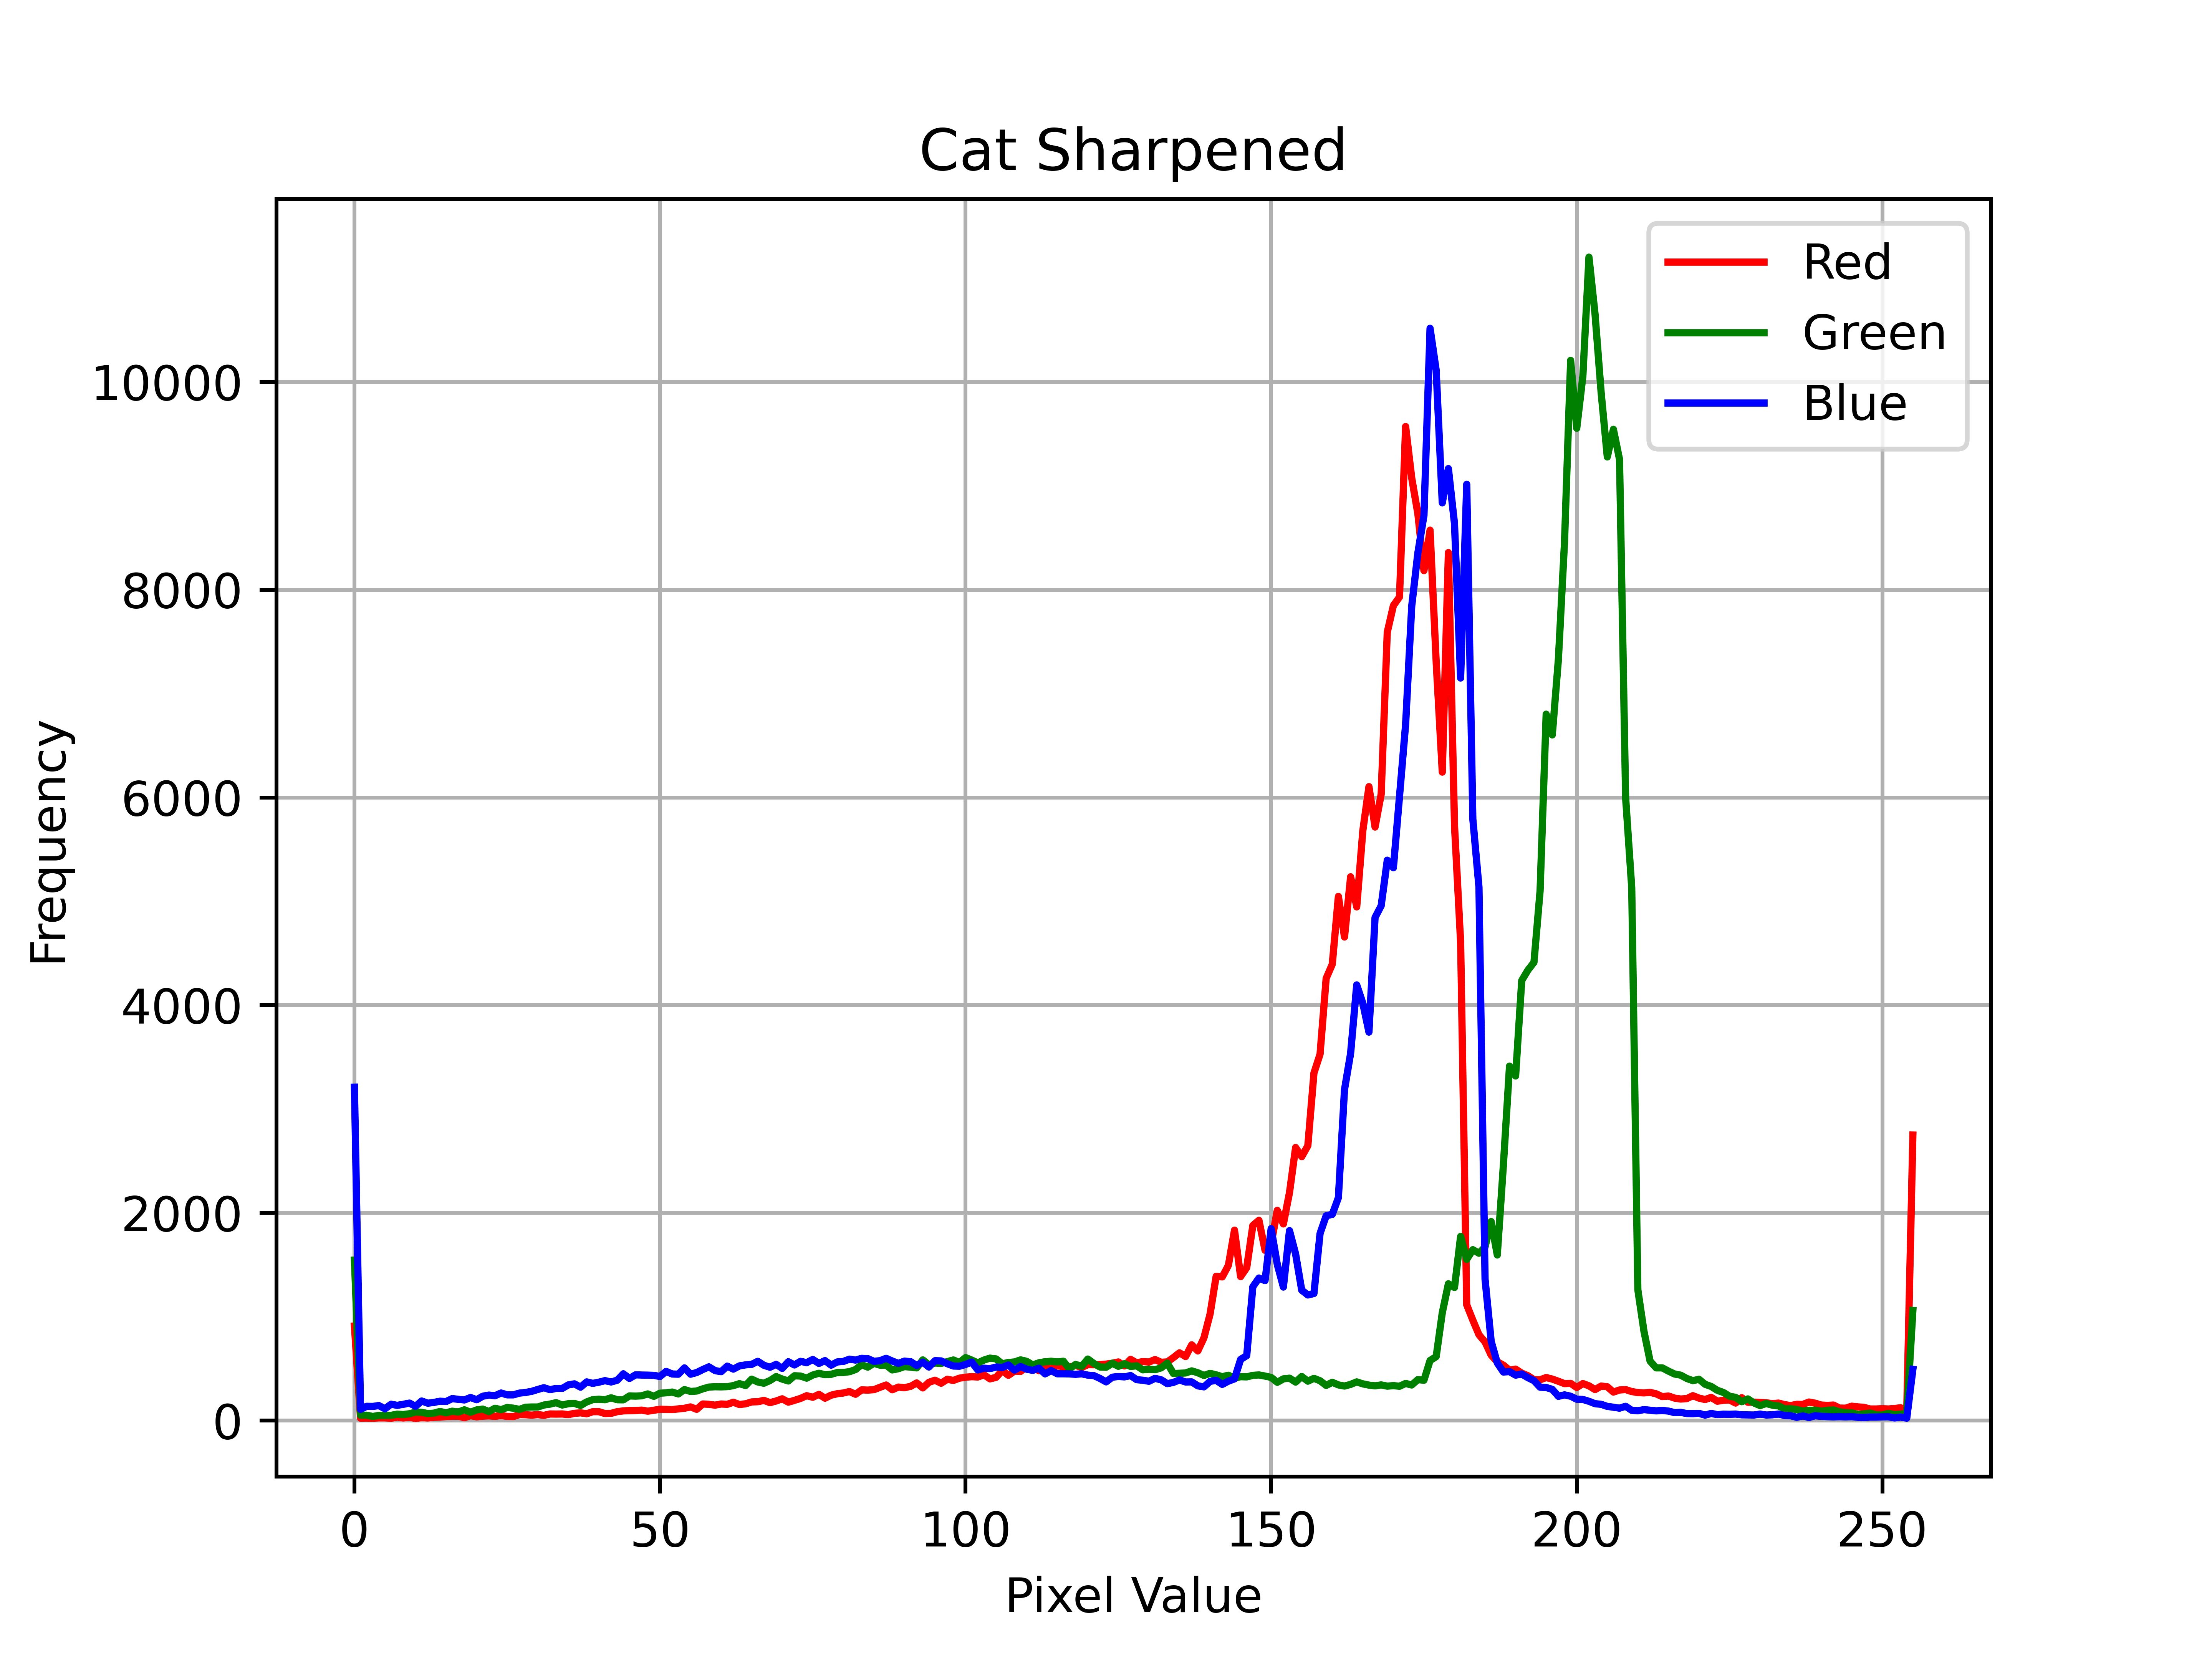 Cat Sharpened
Red
Green
Blue
10000
8000
6000
4000
2000
0
Frequency
0 50 100 150 200 250
Pixel Value